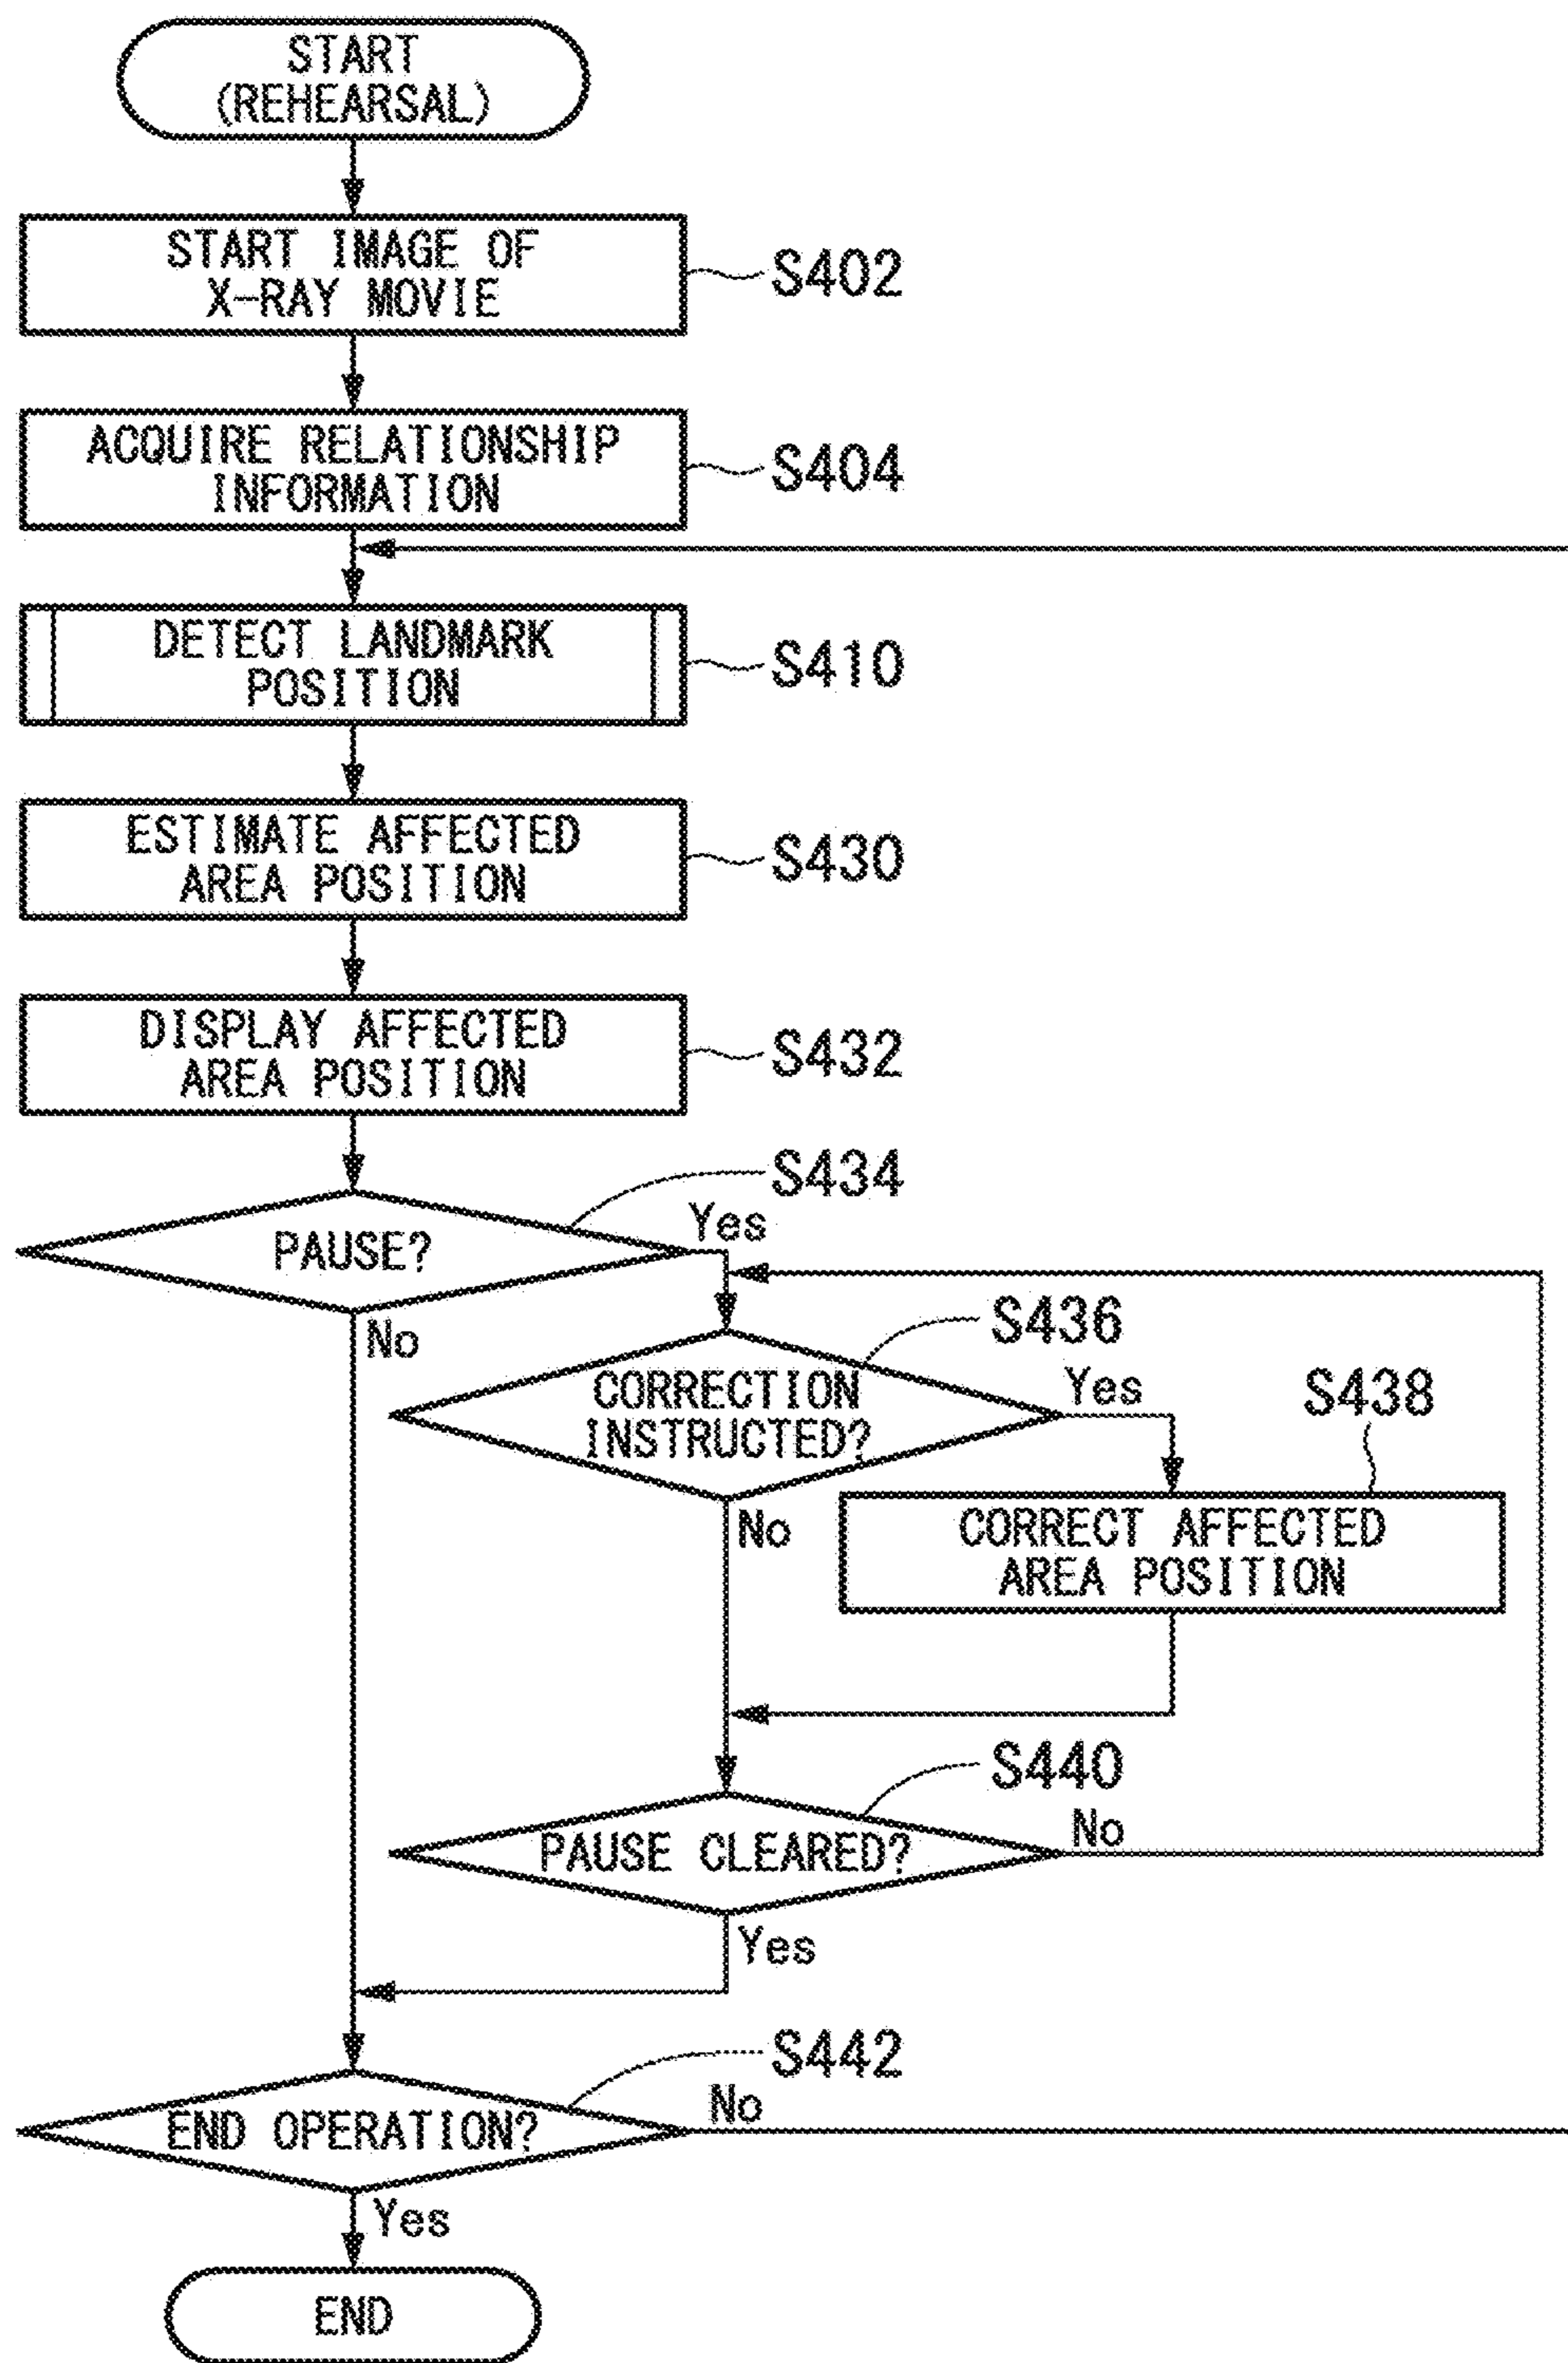 START
(REHEARSAL)
START IMAGE OF
X-RAY MOVIE
S402
ACQUIRE RELATIONSHIP
INFORMATION
S404
DETECT LANDMARK
POSITION
S410
ESTIMATE AFFECTED
AREA POSITION
S430
DISPLAY AFFECTED
AREA POSITION
S432
S434
PAUSE?
Yes
No
S436
CORRECTION
INSTRUCTED?
Yes
No
S438
CORRECT AFFECTED
AREA POSITION
S440
PAUSE CLEARED?
No
Yes
S442
END OPERATION?
No
Yes
END